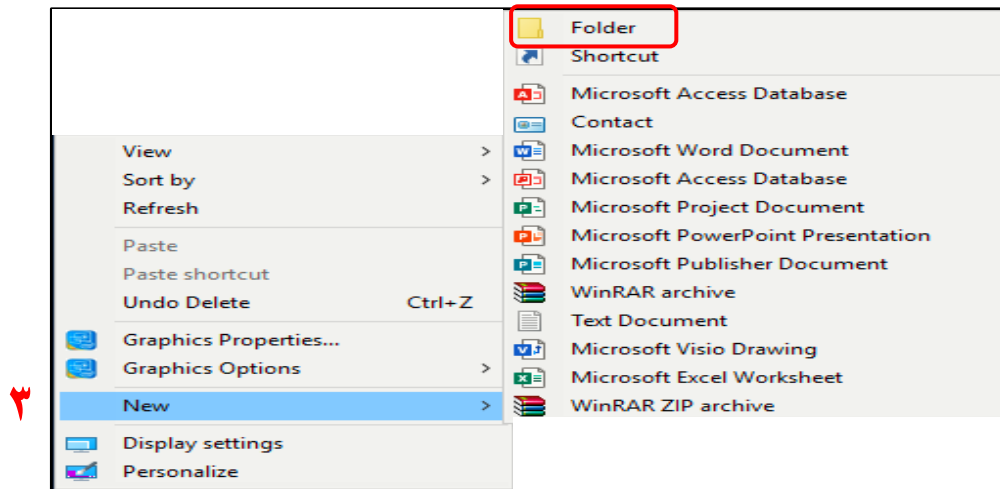 Folder
Shortcut
Microsoft Access Database
Contact
Microsoft Word Document
Microsoft Access Database
Microsoft Project Document
Microsoft PowerPoint Presentation
Microsoft Publisher Document
WinRAR archive
Text Document
Microsoft Visio Drawing
Microsoft Excel Worksheet
WinRAR ZIP archive
View >
Sort by >
Refresh
Paste
Paste shortcut
Undo Delete Ctrl+Z
Graphics Properties...
Graphics Options >
٣ New >
Display settings
Personalize